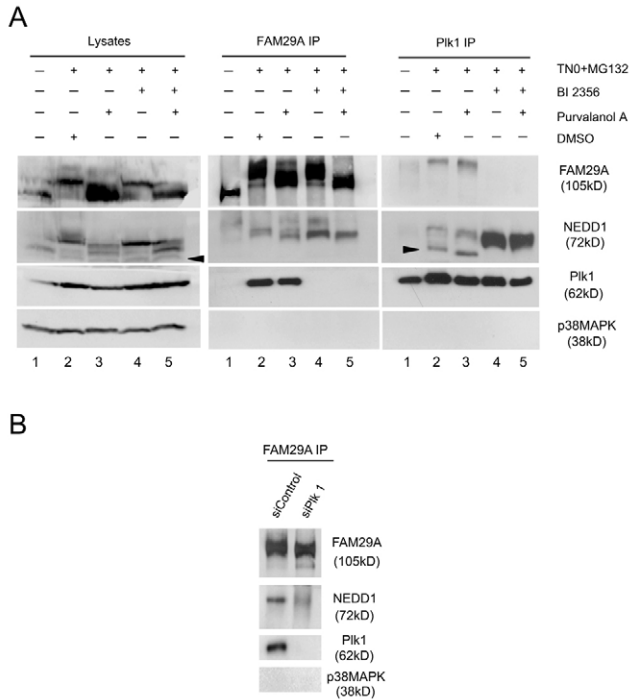 A
Lysates
FAM29A IP
Plk1 IP
– + + + + – + + + + – + + + + TN0+MG132
– – – + + – – – + + – – – + + BI 2356
– – + – + – – + – + – – + – + Purvalanol A
– + – – – – + – – – – + – – – DMSO
FAM29A
(105kD)
NEDD1
(72kD)
Plk1
(62kD)
p38MAPK
(38kD)
1 2 3 4 5 1 2 3 4 5 1 2 3 4 5
B
FAM29A IP
siControl
siPlk 1
FAM29A
(105kD)
NEDD1
(72kD)
Plk1
(62kD)
p38MAPK
(38kD)